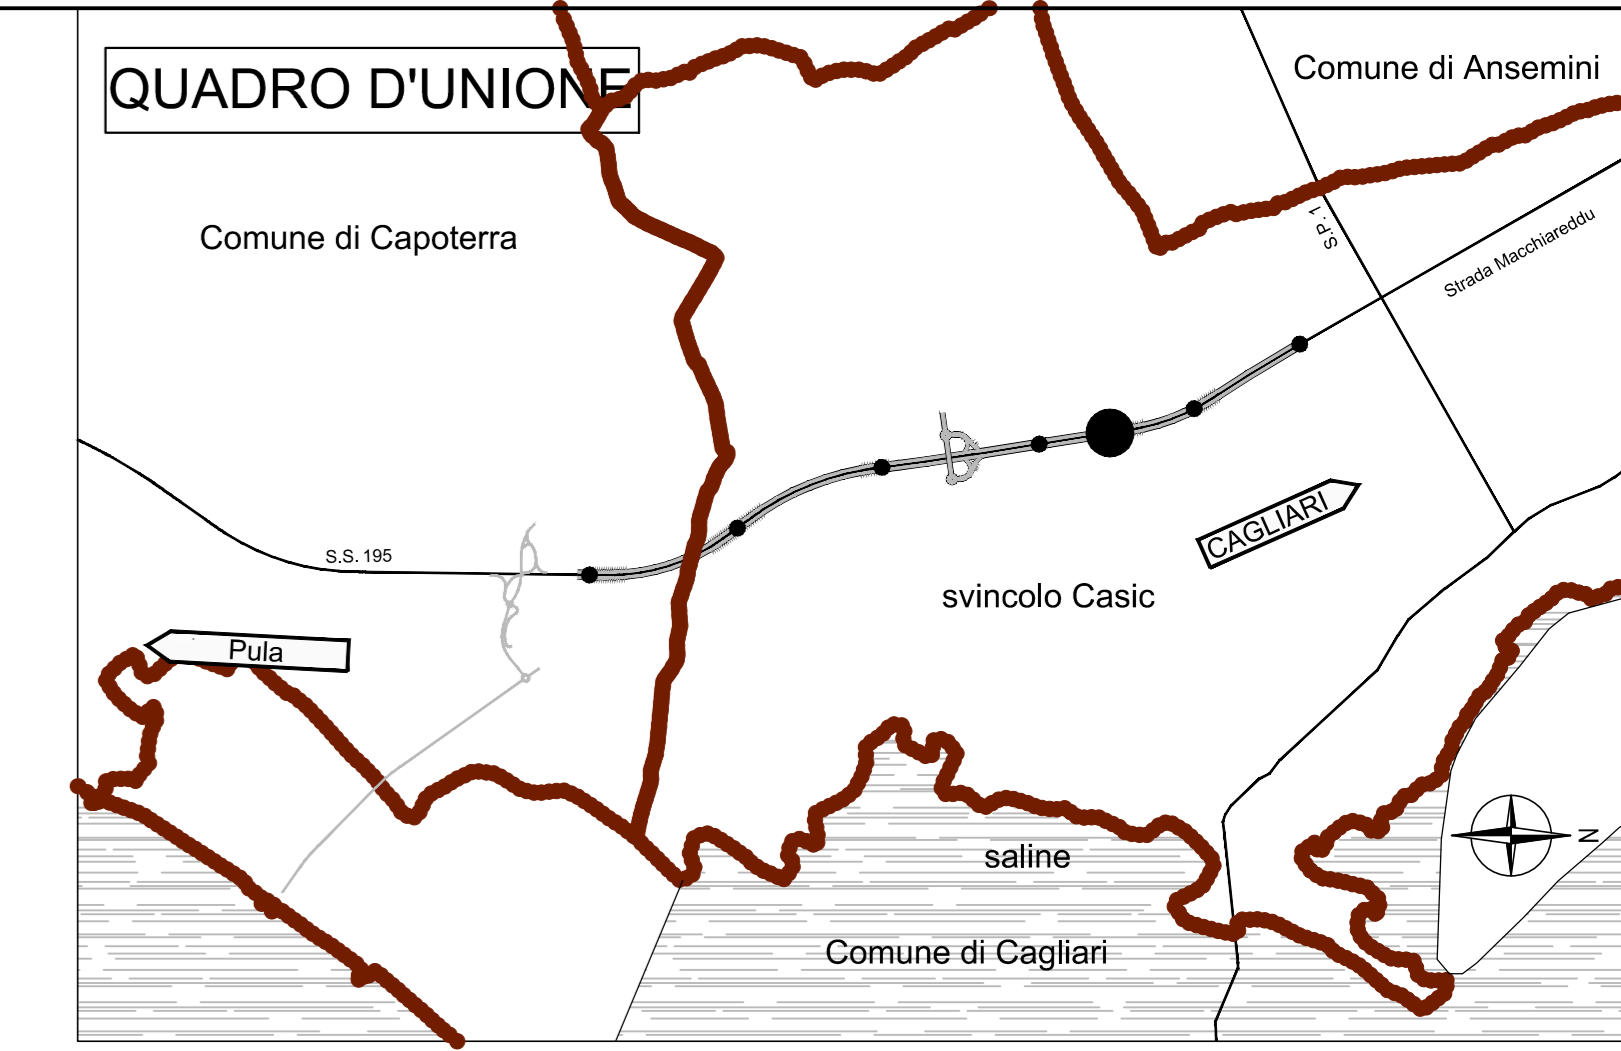 QUADRO D'UNIONE
Comune di Ansemini
Comune di Capoterra
S.P. 1
Strada Macchiareddu
CAGLIARI
S.S. 195
svincolo Casic
Pula
N
saline
Comune di Cagliari